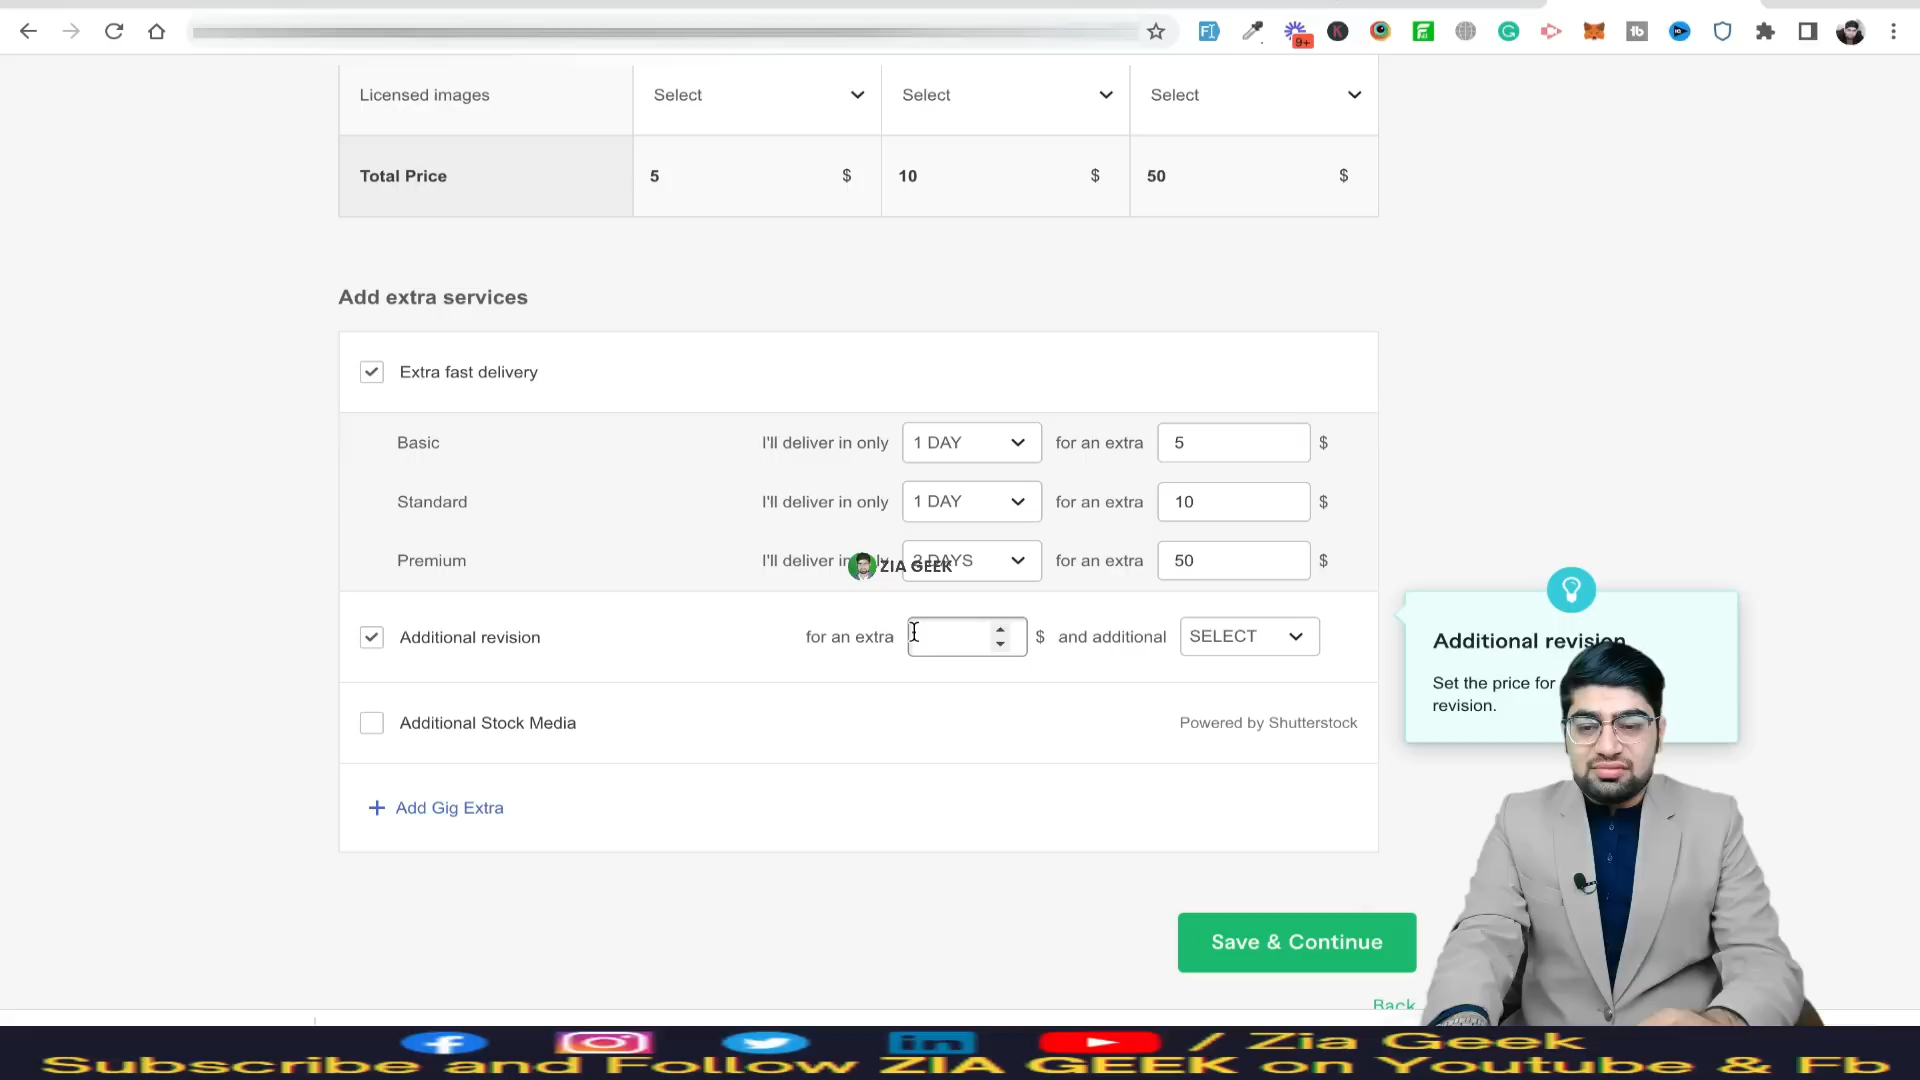 9+
Licensed images Select Select Select
Total Price 5 $ 10 $ 50 $
Add extra services
Extra fast delivery
Basic I'll deliver in only 1 DAY for an extra 5 $
Standard I'll deliver in only 1 DAY for an extra 10 $
Premium I'll deliver in DAYS for an extra 50 $
ZIA GEEK
Additional revision for an extra $ and additional SELECT
Additional revision
Set the price for
revision.
Additional Stock Media Powered by Shutterstock
+ Add Gig Extra
Save & Continue
Back
/ Zia Geek
Subscribe and Follow ZIA GEEK on Youtube & Fb